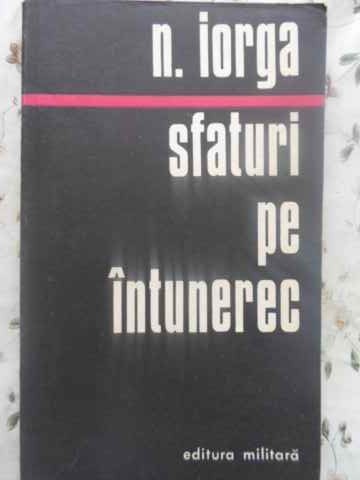 n. iorga
sfaturi
pe
întunerec
editura militară